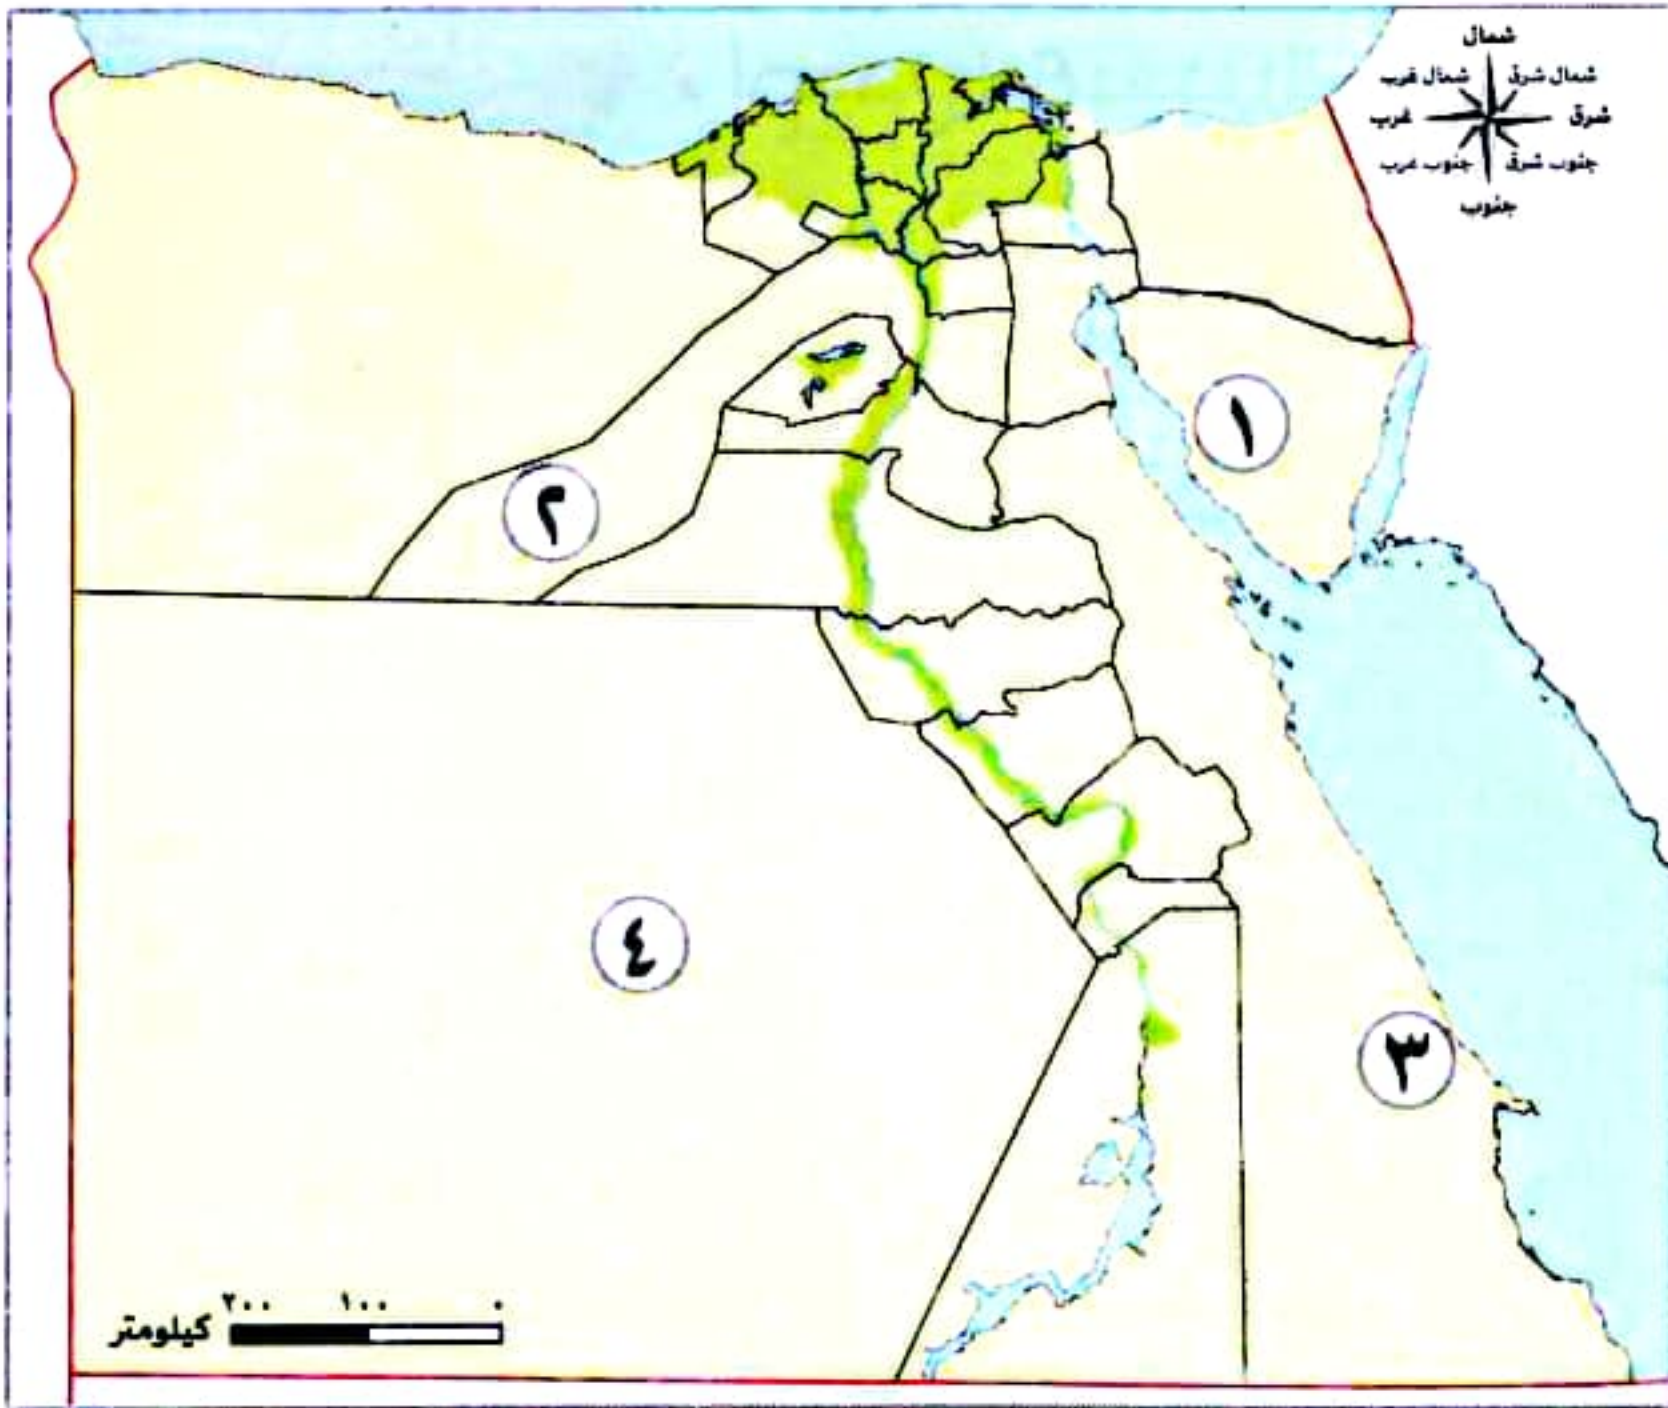 شمال
شمال غرب شمال شرق
غرب شرق
جنوب غرب جنوب شرق
جنوب
١
٢
٤
٣
٢٠٠ ١٠٠ ٠
كيلومتر